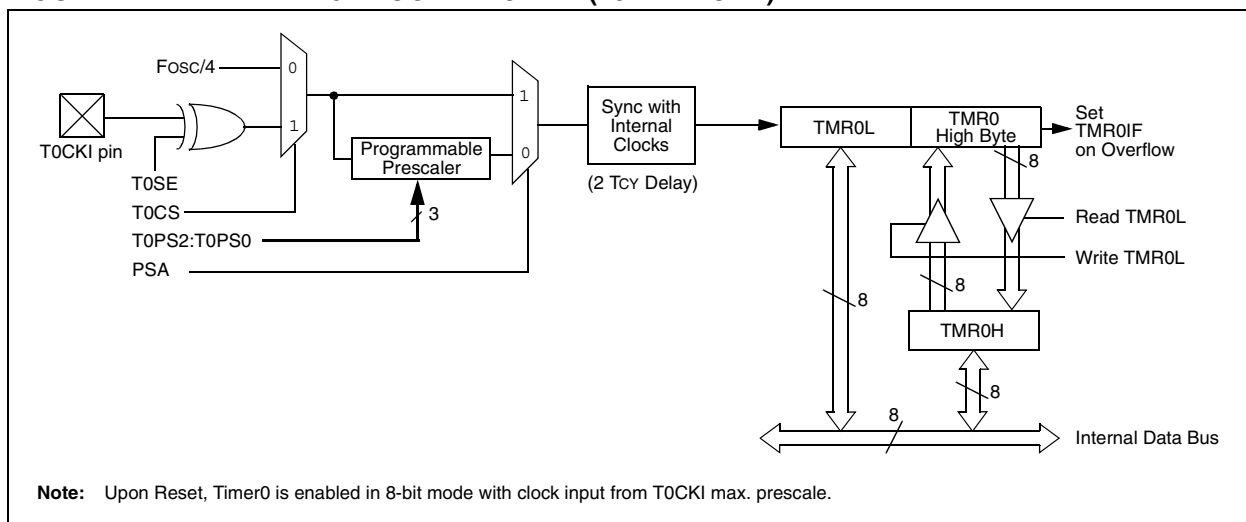 FOSC/4
0
1
T0CKI pin
T0SE
T0CS
T0PS2:T0PS0
PSA
Programmable
Prescaler
3
1
0
Sync with
Internal
Clocks
(2 TCY Delay)
TMR0L
TMR0
High Byte
Set
TMR0IF
on Overflow
8
Read TMR0L
Write TMR0L
8
8
TMR0H
8
8
Internal Data Bus
Note: Upon Reset, Timer0 is enabled in 8-bit mode with clock input from T0CKI max. prescale.